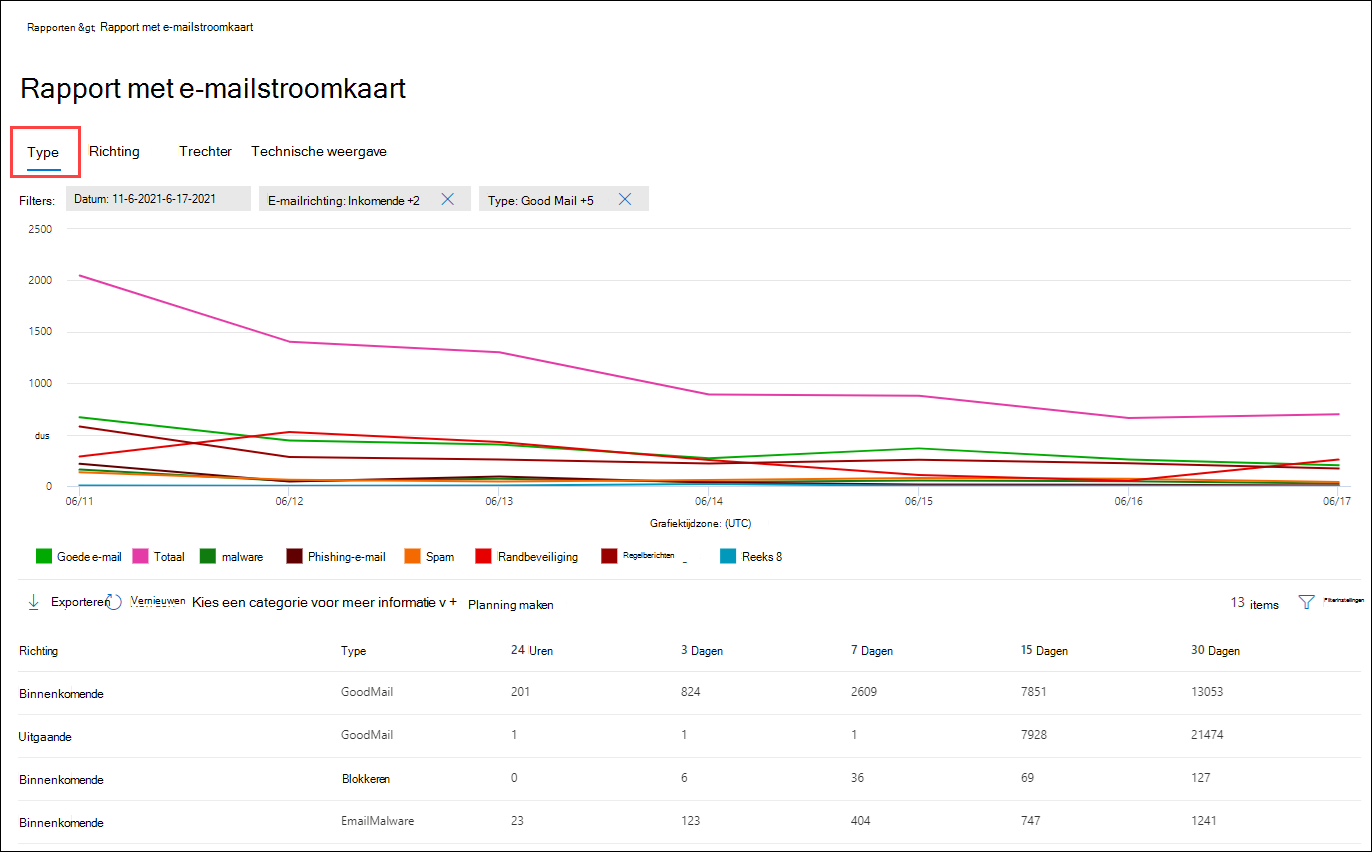 Rapporten &gt; Rapport met e-mailstroomkaart
Rapport met e-mailstroomkaart
Type Richting Trechter Technische weergave
Filters: Datum: 11-6-2021-6-17-2021 E-mailrichting: Inkomende +2 Type: Good Mail +5
2500
2000
1500
1000
dus
0
06/11 06/12 06/13 06/14 06/15 06/16 06/17
Grafiektijdzone: (UTC)
Goede e-mail Totaal malware Phishing-e-mail Spam Randbeveiliging Regelberichten Reeks 8
Exporteren Vernieuwen Kies een categorie voor meer informatie v + Planning maken 13 items Filterinstellingen
Richting Type 24 Uren 3 Dagen 7 Dagen 15 Dagen 30 Dagen
Binnenkomende GoodMail 201 824 2609 7851 13053
Uitgaande GoodMail 1 1 1 7928 21474
Binnenkomende Blokkeren 0 6 36 69 127
Binnenkomende EmailMalware 23 123 404 747 1241